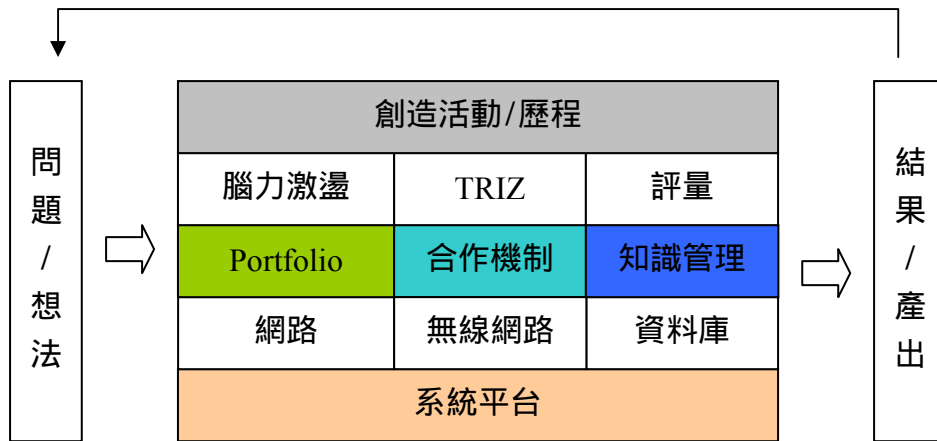 問題/想法
創造活動/歷程
腦力激盪
TRIZ
評量
Portfolio
合作機制
知識管理
網路
無線網路
資料庫
系統平台
結果/產出